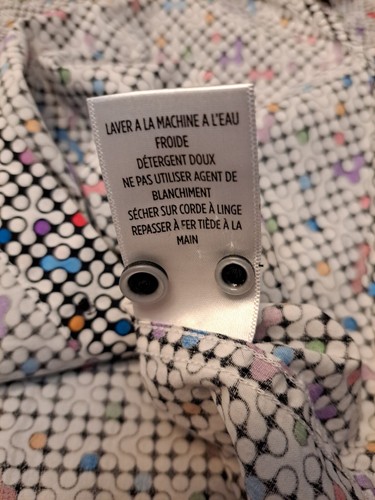 LAVER A LA MACHINE A L'EAU
FROIDE
DÉTERGENT DOUX
NE PAS UTILISER AGENT DE
BLANCHIMENT
SÉCHER SUR CORDE À LINGE
REPASSER À FER TIÈDE À LA
MAIN